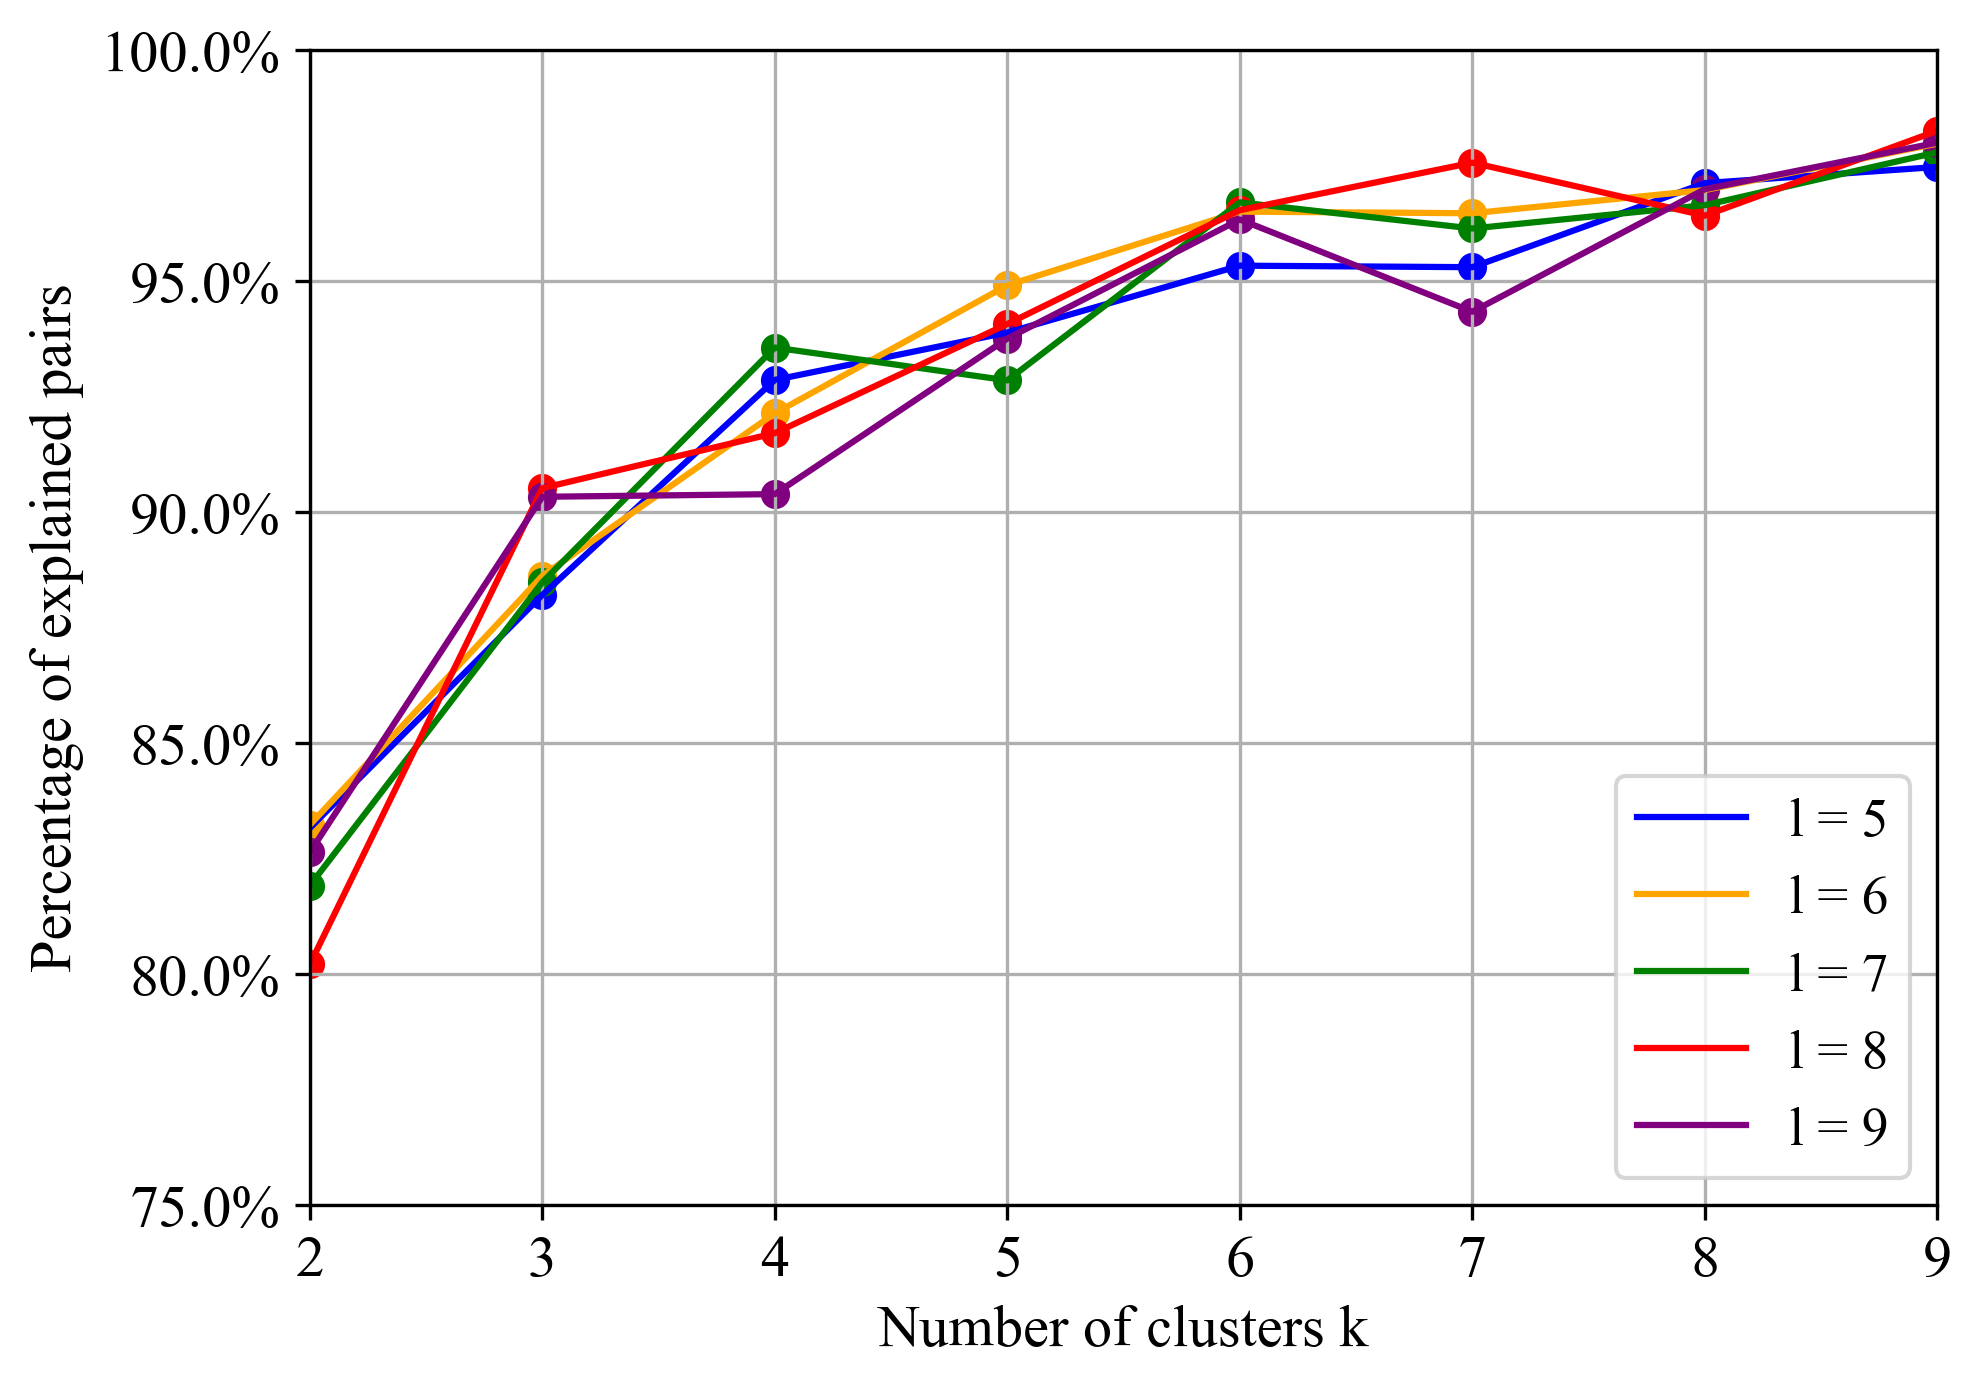 100.0%
95.0%
90.0%
85.0%
80.0%
75.0%
Percentage of explained pairs
2 3 4 5 6 7 8 9
Number of clusters k
l = 5
l = 6
l = 7
l = 8
l = 9